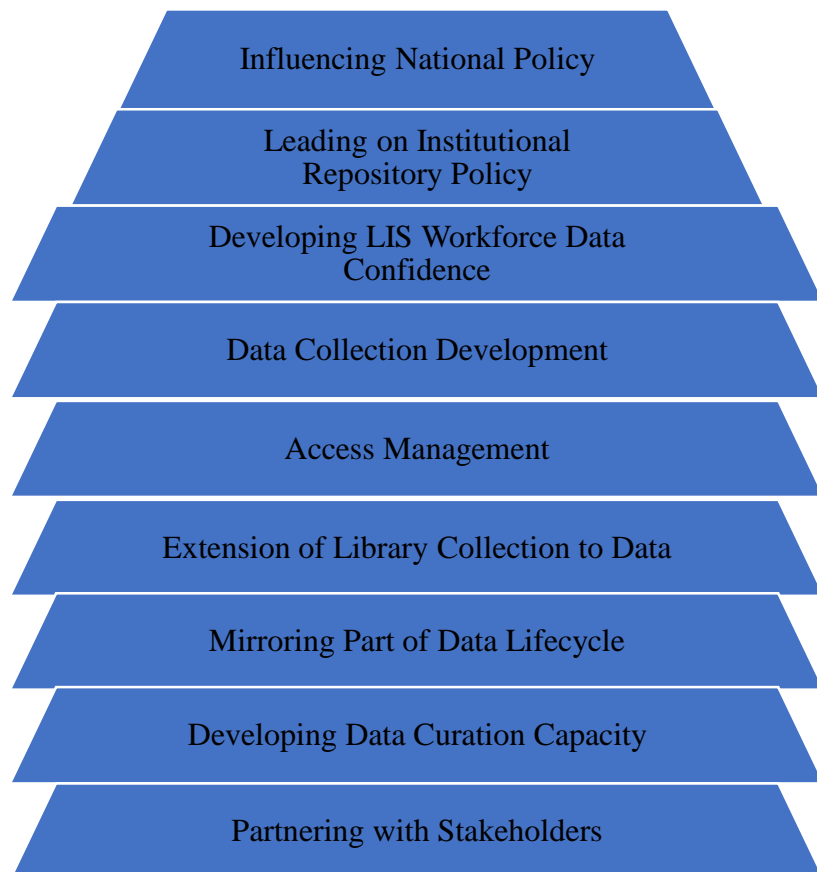 Influencing National Policy
Leading on Institutional
Repository Policy
Developing LIS Workforce Data
Confidence
Data Collection Development
Access Management
Extension of Library Collection to Data
Mirroring Part of Data Lifecycle
Developing Data Curation Capacity
Partnering with Stakeholders